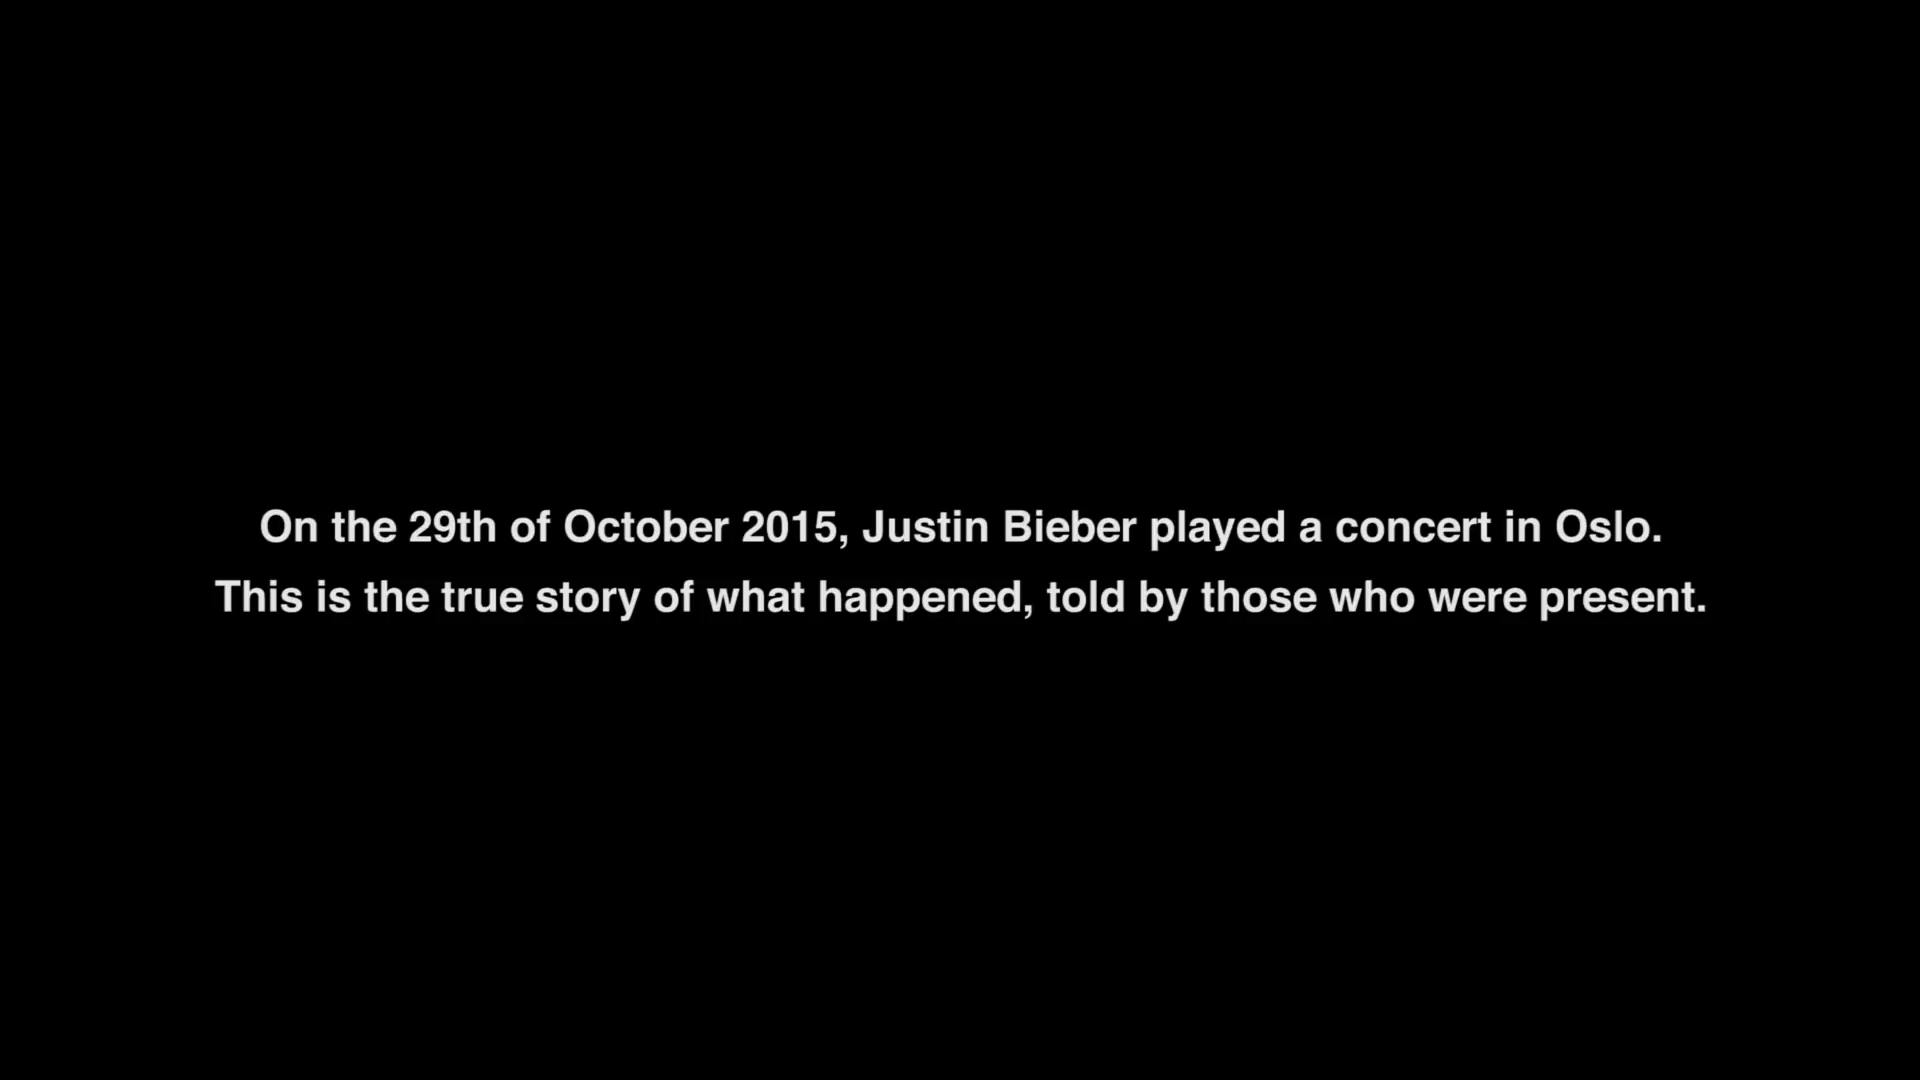 On the 29th of October 2015, Justin Bieber played a concert in Oslo.
This is the true story of what happened, told by those who were present.